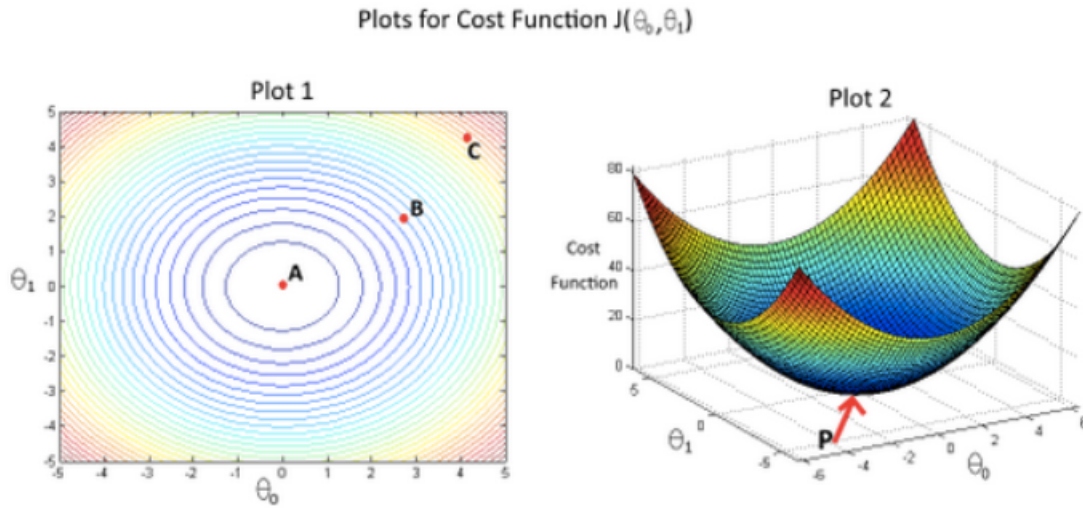 Plots for Cost Function J(θ₀,θ₁)
Plot 1
5
4
3
2
1
0
-1
-2
-3
-4
-5
θ₁
A
B
C
-5 -4 -3 -2 -1 0 1 2 3 4 5
θ₀
Plot 2
80
60
40
20
0
Cost
Function
5
0
-5
θ₁
P
-6 -4 -2 0 2 4 6
θ₀